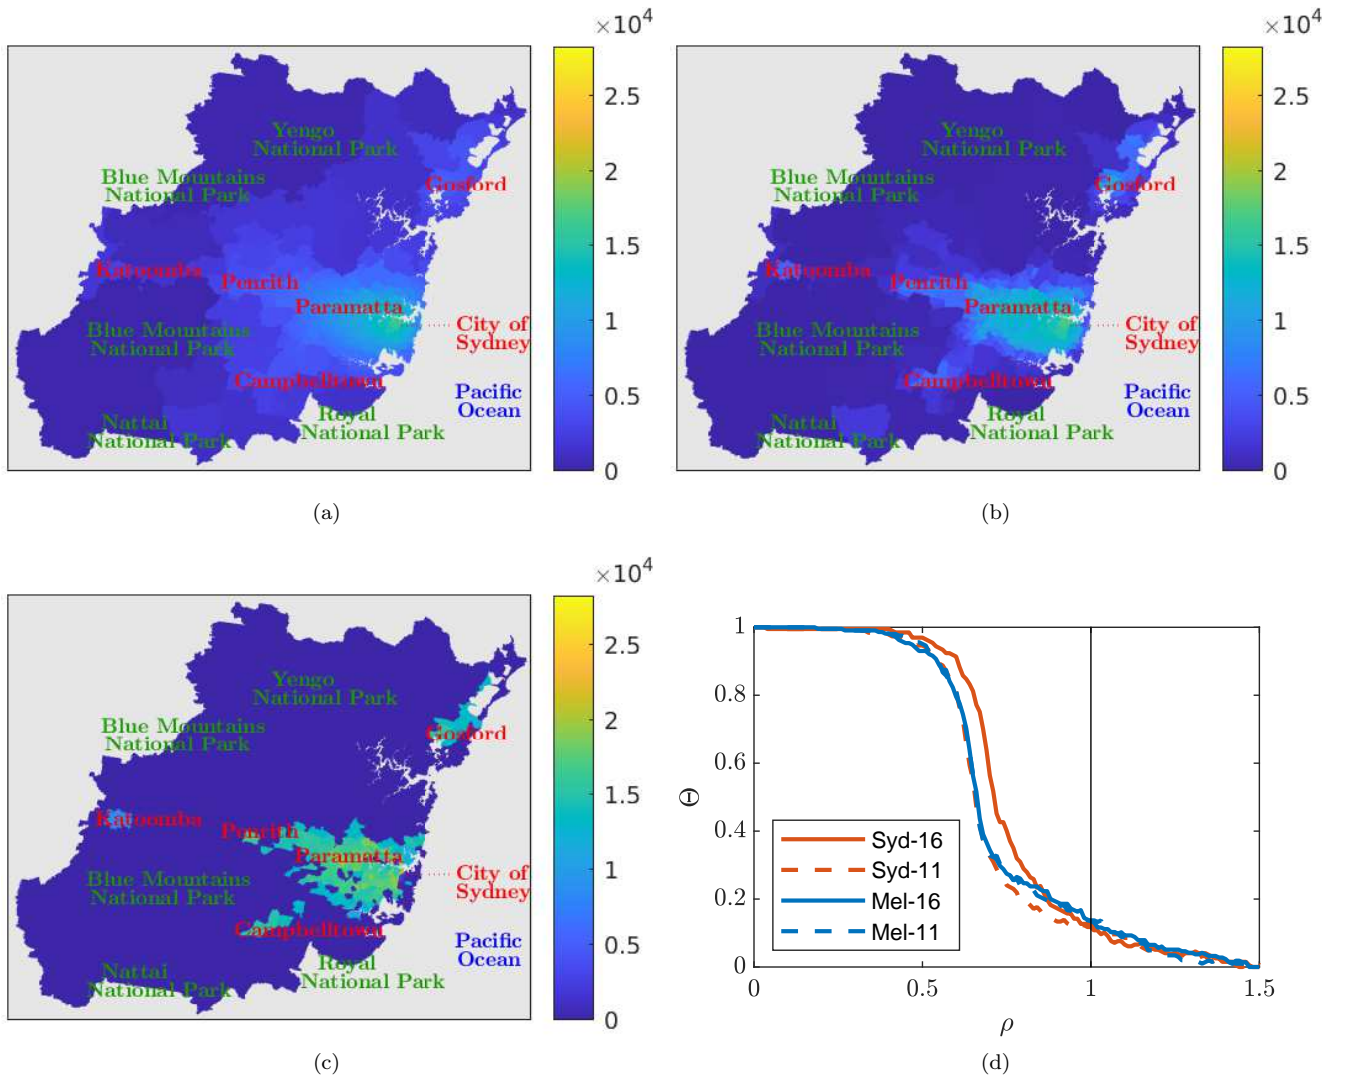 ×10⁴
2.5
2
1.5
1
0.5
0
Yengo
National Park
Blue Mountains
National Park
Gosford
Katoomba
Penrith
Paramatta
City of
Sydney
Blue Mountains
National Park
Campbelltown
Pacific
Ocean
Nattai
National Park
Royal
National Park
(a)
×10⁴
2.5
2
1.5
1
0.5
0
Yengo
National Park
Blue Mountains
National Park
Gosford
Katoomba
Penrith
Paramatta
City of
Sydney
Blue Mountains
National Park
Campbelltown
Pacific
Ocean
Nattai
National Park
Royal
National Park
(b)
×10⁴
2.5
2
1.5
1
0.5
0
Yengo
National Park
Blue Mountains
National Park
Gosford
Katoomba
Penrith
Paramatta
City of
Sydney
Blue Mountains
National Park
Campbelltown
Pacific
Ocean
Nattai
National Park
Royal
National Park
(c)
1
0.8
0.6
0.4
0.2
0
Θ
Syd-16
Syd-11
Mel-16
Mel-11
0 0.5 1 1.5
ρ
(d)